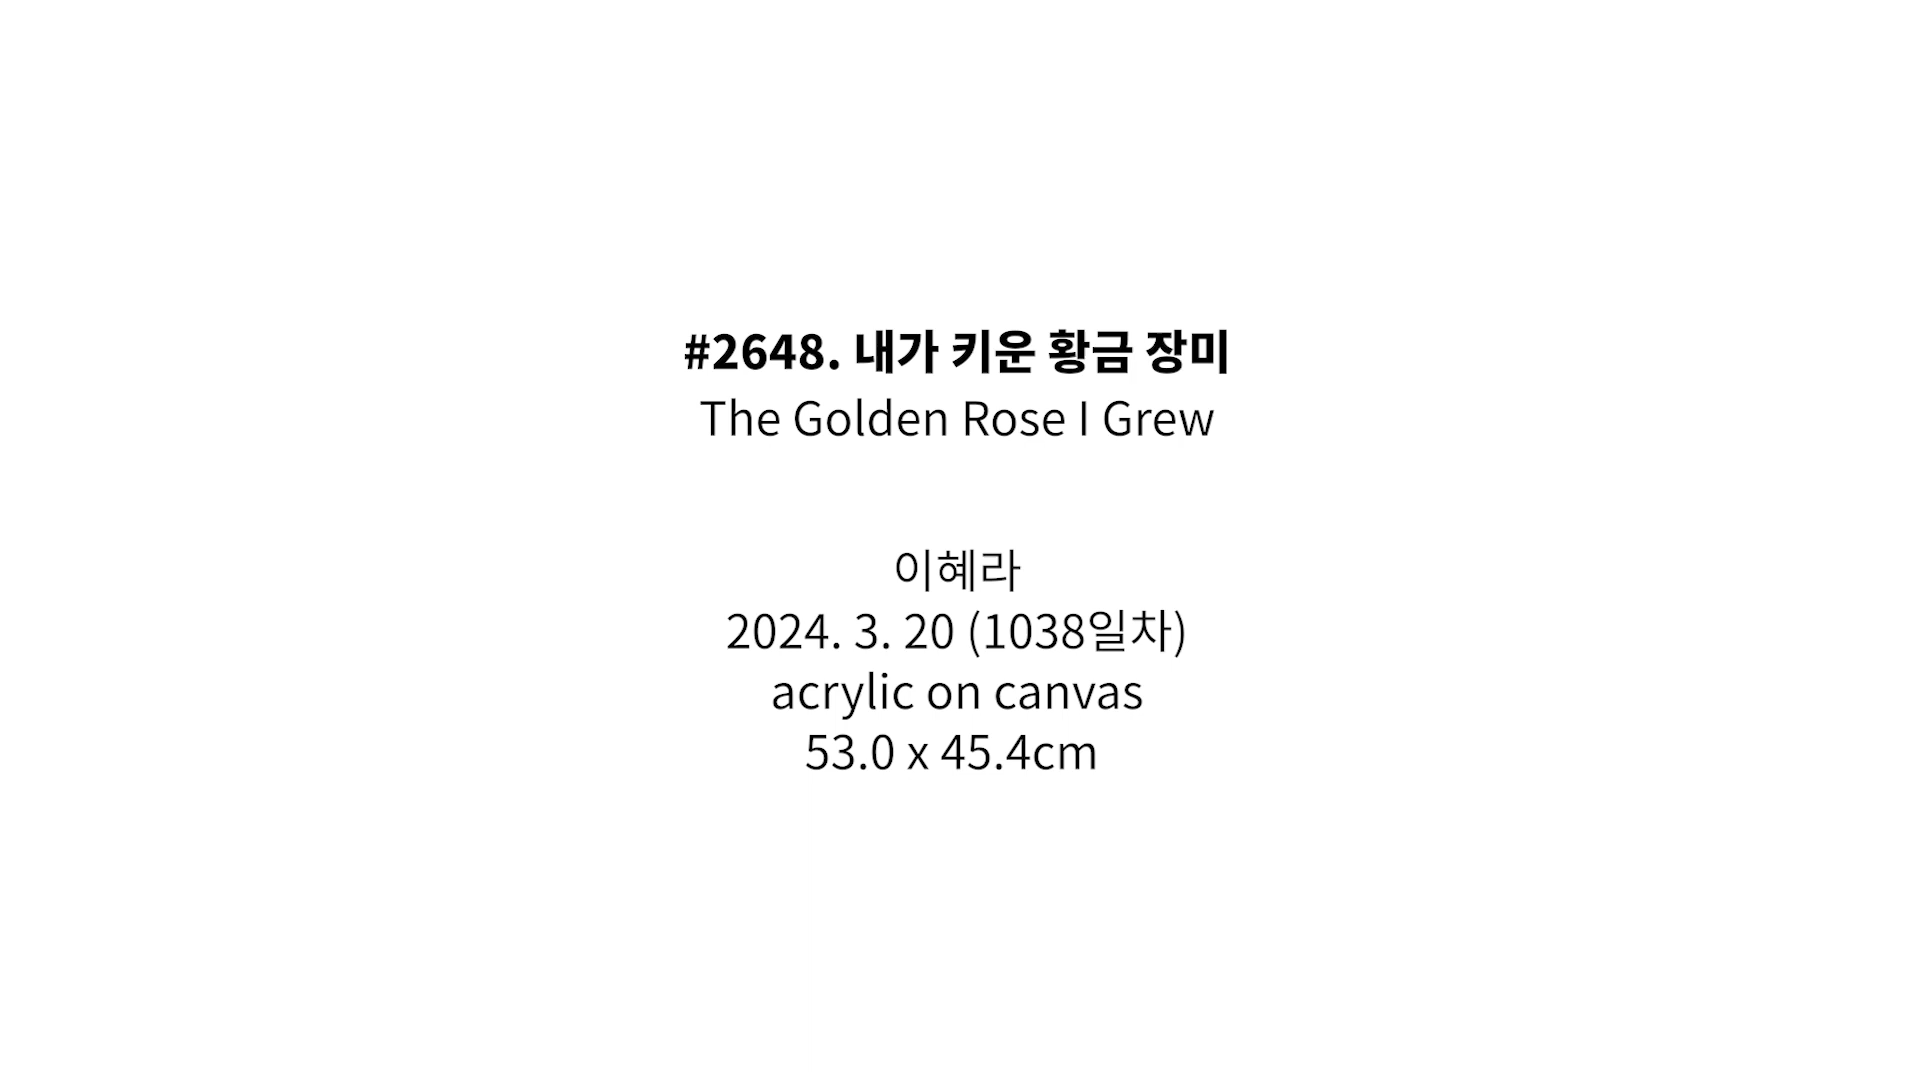 #2648. 내가 키운 황금 장미
The Golden Rose I Grew
이혜라
2024. 3. 20 (1038일차)
acrylic on canvas
53.0 x 45.4cm